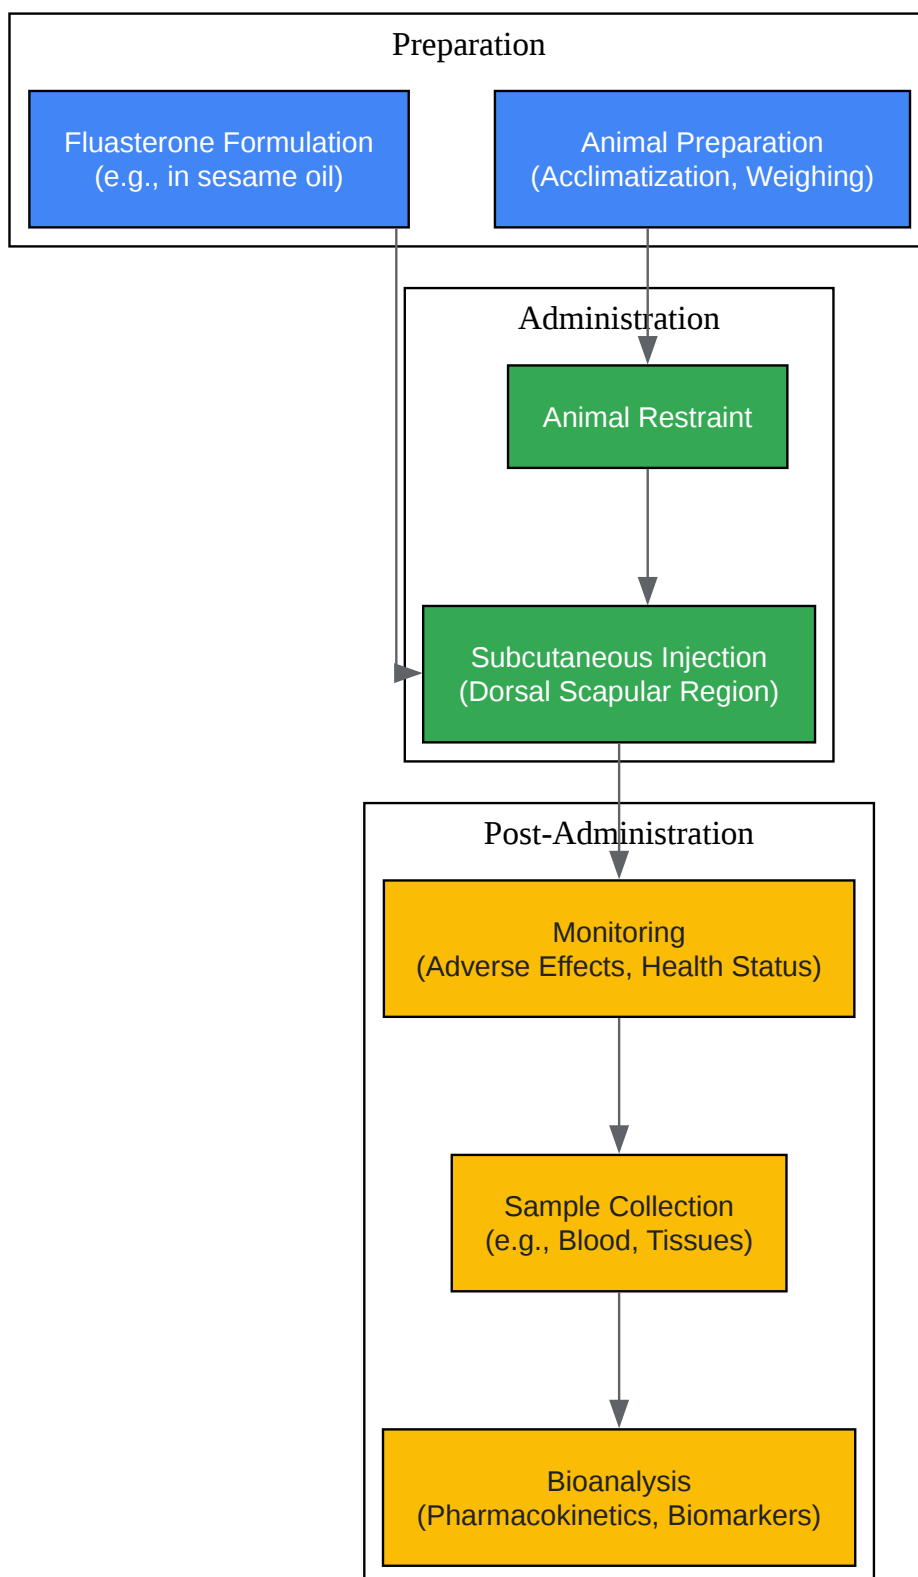 Preparation
Fluasterone Formulation
(e.g., in sesame oil)
Animal Preparation
(Acclimatization, Weighing)
Administration
Animal Restraint
Subcutaneous Injection
(Dorsal Scapular Region)
Post-Administration
Monitoring
(Adverse Effects, Health Status)
Sample Collection
(e.g., Blood, Tissues)
Bioanalysis
(Pharmacokinetics, Biomarkers)